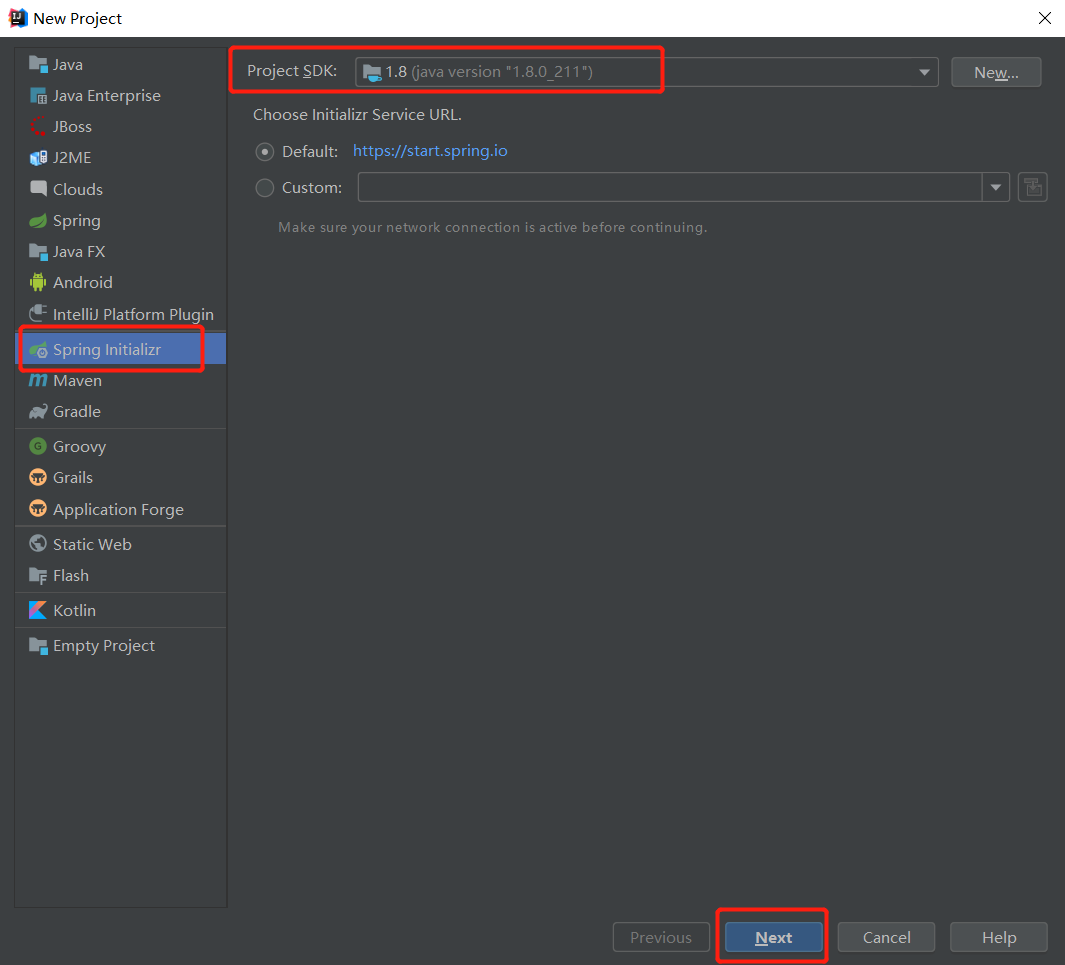 New Project
Java
Java Enterprise
JBoss
J2ME
Clouds
Spring
Java FX
Android
IntelliJ Platform Plugin
Spring Initializr
Maven
Gradle
Groovy
Grails
Application Forge
Static Web
Flash
Kotlin
Empty Project
Project SDK: 1.8 (java version "1.8.0_211") New...
Choose Initializr Service URL.
Default: https://start.spring.io
Custom:
Make sure your network connection is active before continuing.
Previous Next Cancel Help